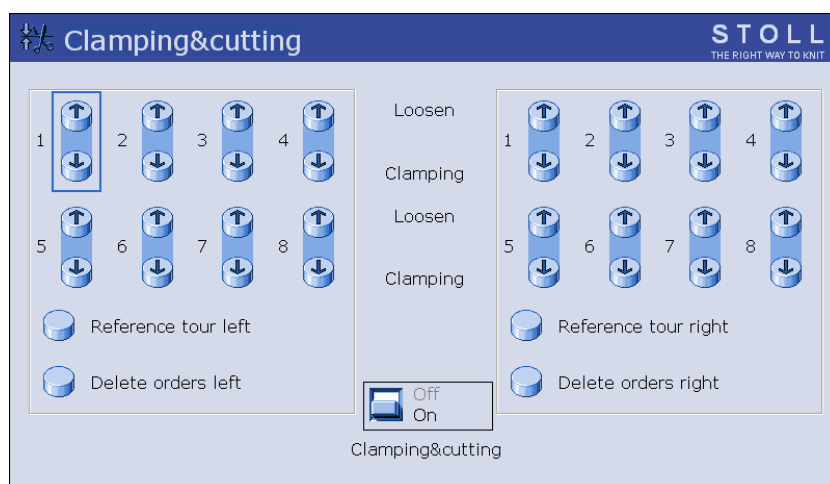 Clamping&cutting
STOLL
THE RIGHT WAY TO KNIT
1 2 3 4 Loosen 1 2 3 4
Clamping
Loosen
5 6 7 8 5 6 7 8
Clamping
Reference tour left Reference tour right
Delete orders left Delete orders right
Off
On
Clamping&cutting